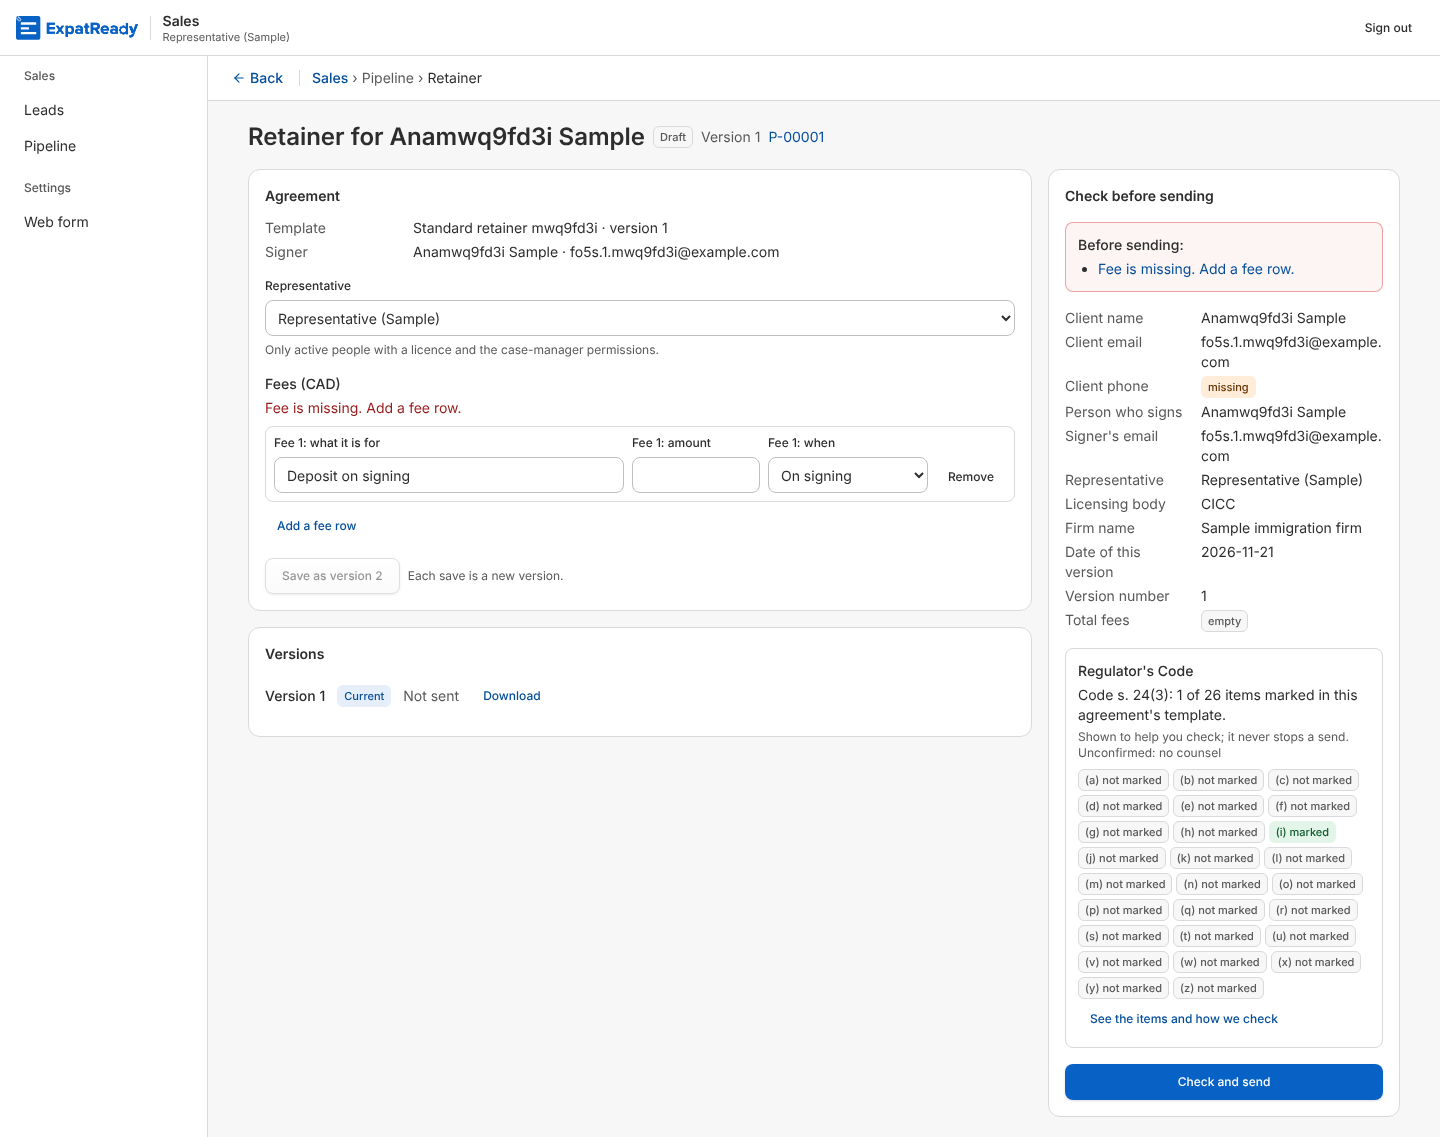 ExpatReady
Sales
Representative (Sample)
Sign out
Sales
Leads
Pipeline
Settings
Web form
← Back
Sales › Pipeline › Retainer
Retainer for Anamwq9fd3i Sample Draft Version 1 P-00001
Agreement
Template Standard retainer mwq9fd3i · version 1
Signer Anamwq9fd3i Sample · fo5s.1.mwq9fd3i@example.com
Representative
Representative (Sample)
Only active people with a licence and the case-manager permissions.
Fees (CAD)
Fee is missing. Add a fee row.
Fee 1: what it is for Fee 1: amount Fee 1: when
Deposit on signing On signing Remove
Add a fee row
Save as version 2 Each save is a new version.
Versions
Version 1 Current Not sent Download
Check before sending
Before sending:
• Fee is missing. Add a fee row.
Client name Anamwq9fd3i Sample
Client email fo5s.1.mwq9fd3i@example.
com
Client phone missing
Person who signs Anamwq9fd3i Sample
Signer's email fo5s.1.mwq9fd3i@example.
com
Representative Representative (Sample)
Licensing body CICC
Firm name Sample immigration firm
Date of this 2026-11-21
version
Version number 1
Total fees empty
Regulator's Code
Code s. 24(3): 1 of 26 items marked in this
agreement's template.
Shown to help you check; it never stops a send.
Unconfirmed: no counsel
(a) not marked (b) not marked (c) not marked
(d) not marked (e) not marked (f) not marked
(g) not marked (h) not marked (i) marked
(j) not marked (k) not marked (l) not marked
(m) not marked (n) not marked (o) not marked
(p) not marked (q) not marked (r) not marked
(s) not marked (t) not marked (u) not marked
(v) not marked (w) not marked (x) not marked
(y) not marked (z) not marked
See the items and how we check
Check and send